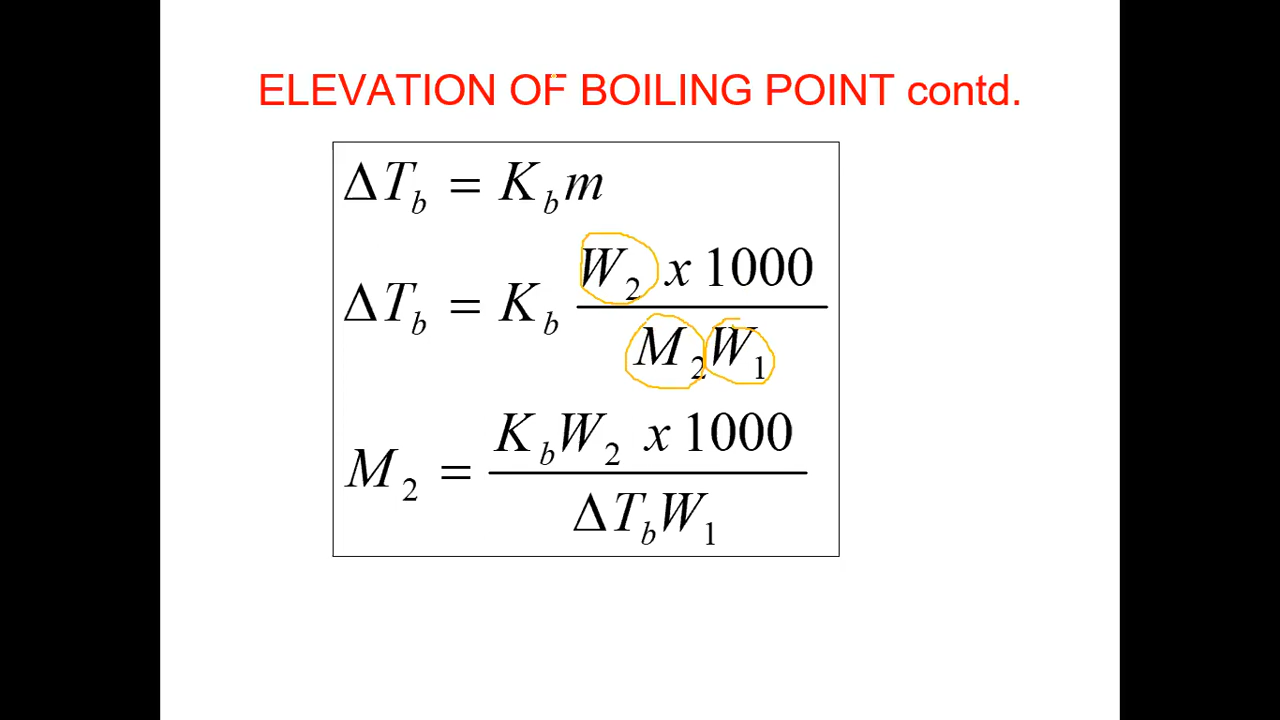 ELEVATION OF BOILING POINT contd.
ΔT_b = K_b m
ΔT_b = K_b (W_2 x 1000) / (M_2 W_1)
M_2 = (K_b W_2 x 1000) / (ΔT_b W_1)